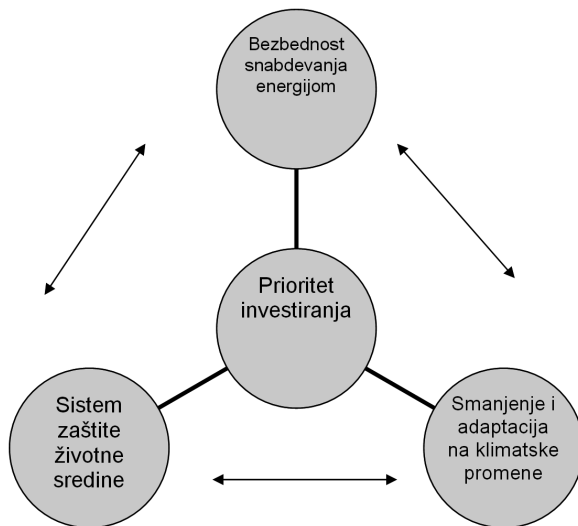 Bezbednost
snabdevanja
energijom
Prioritet
investiranja
Sistem
zaštite
životne
sredine
Smanjenje i
adaptacija
na klimatske
promene